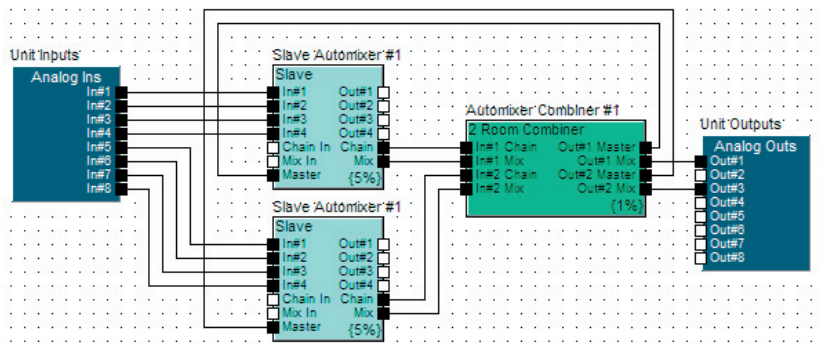 Unit Inputs
Analog Ins
In#1
In#2
In#3
In#4
In#5
In#6
In#7
In#8
Slave Automixer #1
Slave
In#1 Out#1
In#2 Out#2
In#3 Out#3
In#4 Out#4
Chain In Chain
Mix In Mix
Master {5%}
Slave Automixer #1
Slave
In#1 Out#1
In#2 Out#2
In#3 Out#3
In#4 Out#4
Chain In Chain
Mix In Mix
Master {5%}
Automixer Combiner #1
2 Room Combiner
In#1 Chain Out#1 Master
In#1 Mix Out#1 Mix
In#2 Chain Out#2 Master
In#2 Mix Out#2 Mix
{1%}
Unit Outputs
Analog Outs
Out#1
Out#2
Out#3
Out#4
Out#5
Out#6
Out#7
Out#8